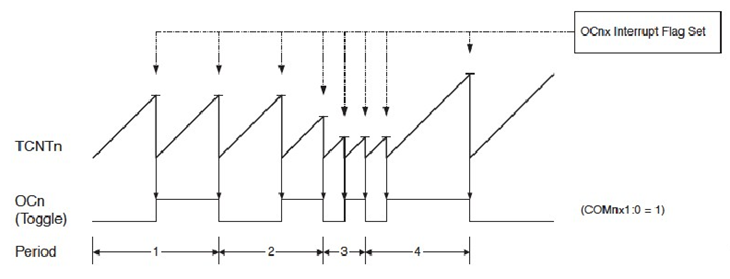 OCnx Interrupt Flag Set
TCNTn
OCn
(Toggle)
(COMnx1:0 = 1)
Period
1
2
3
4